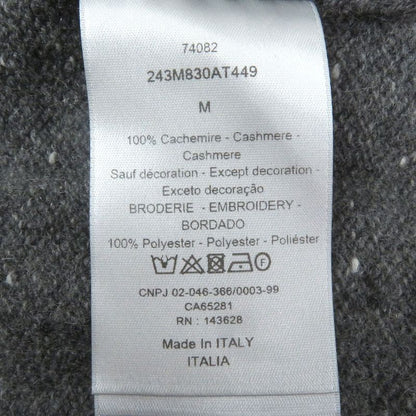 74082
243M830AT449
M
100% Cachemire - Cashmere -
Cashmere
Sauf décoration - Except decoration -
Exceto decoração
BRODERIE - EMBROIDERY -
BORDADO
100% Polyester - Polyester - Poliéster
CNPJ 02-046-366/0003-99
CA65281
RN : 143628
Made In ITALY
ITALIA